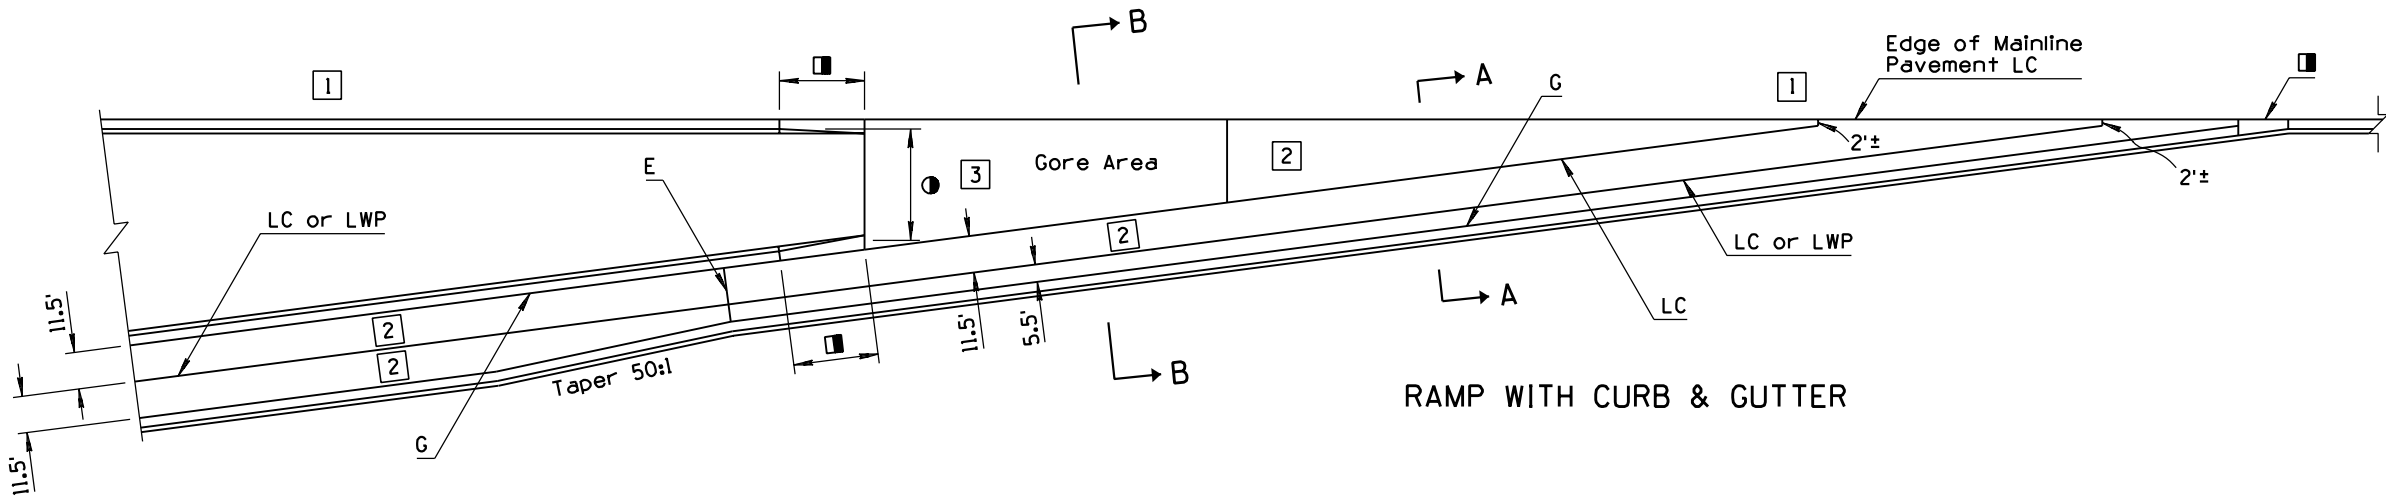 B
Edge of Mainline
Pavement LC
1
A
G
1
2'±
Gore Area
2
E
3
2'±
LC or LWP
2
LC or LWP
A
LC
11.5'
2
11.5'
5.5'
2
Taper 50:1
B
RAMP WITH CURB & GUTTER
G
11.5'